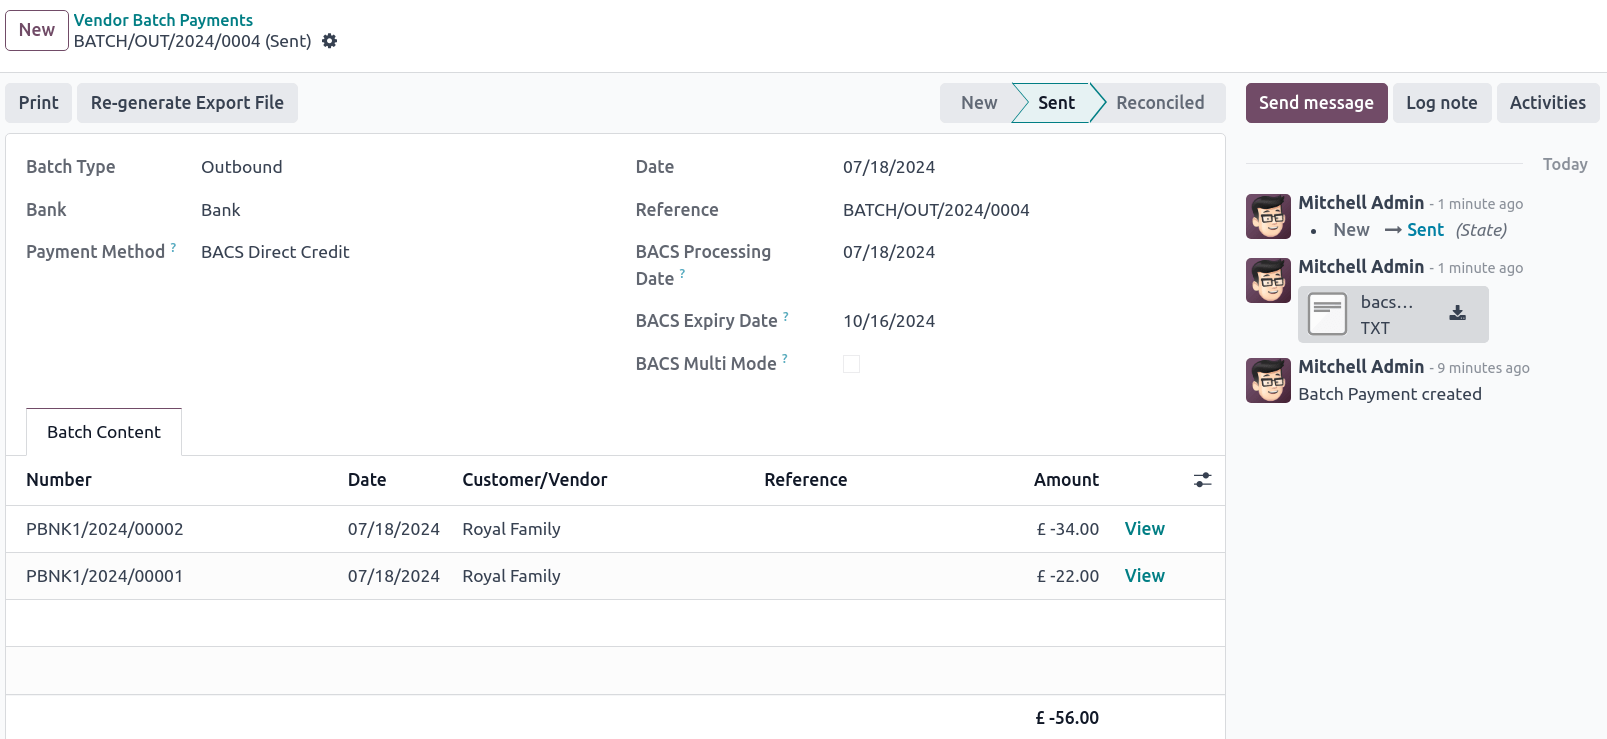 New
Vendor Batch Payments
BATCH/OUT/2024/0004 (Sent)
Print
Re-generate Export File
New
Sent
Reconciled
Send message
Log note
Activities
Batch Type Outbound
Bank Bank
Payment Method ? BACS Direct Credit
Date 07/18/2024
Reference BATCH/OUT/2024/0004
BACS Processing
Date ? 07/18/2024
BACS Expiry Date ? 10/16/2024
BACS Multi Mode ?
Batch Content
Number Date Customer/Vendor Reference Amount
PBNK1/2024/00002 07/18/2024 Royal Family £ -34.00 View
PBNK1/2024/00001 07/18/2024 Royal Family £ -22.00 View
£ -56.00
Today
Mitchell Admin - 1 minute ago
• New → Sent (State)
Mitchell Admin - 1 minute ago
bacs...
TXT
Mitchell Admin - 9 minutes ago
Batch Payment created